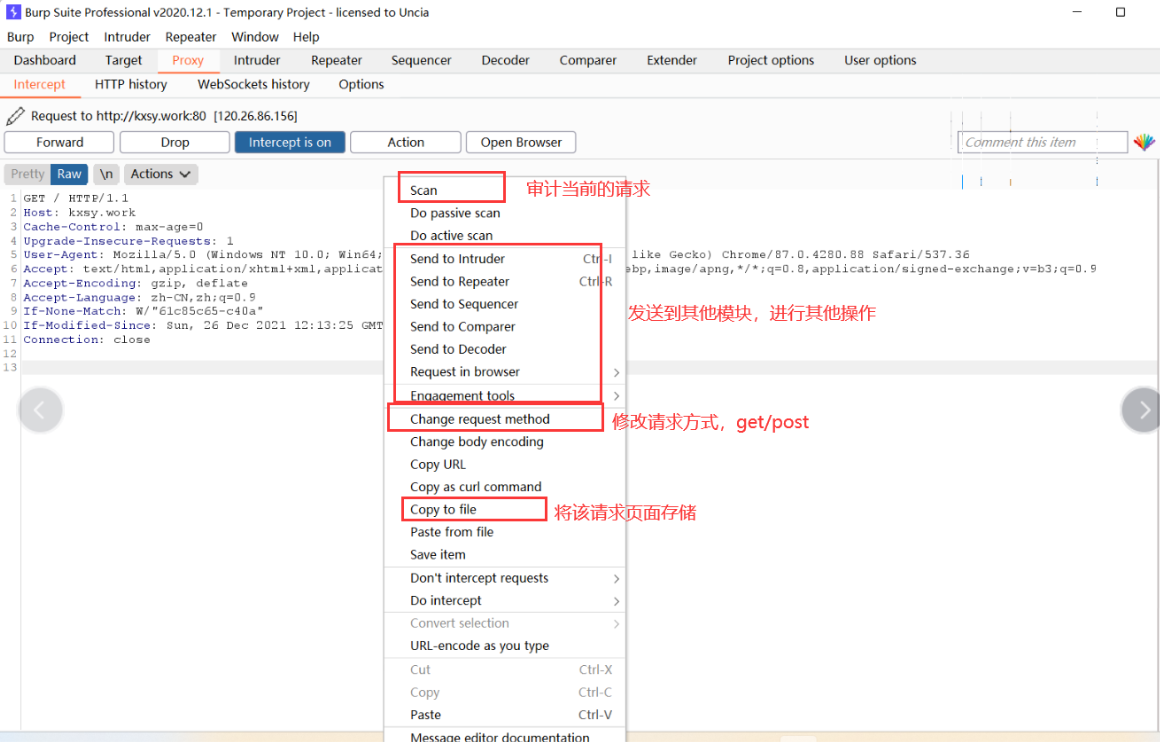 Burp Suite Professional v2020.12.1 - Temporary Project - licensed to Uncia
Burp Project Intruder Repeater Window Help
Dashboard Target Proxy Intruder Repeater Sequencer Decoder Comparer Extender Project options User options
Intercept HTTP history WebSockets history Options
Request to http://kxsy.work:80 [120.26.86.156]
Forward Drop Intercept is on Action Open Browser Comment this item
Pretty Raw \n Actions
1 GET / HTTP/1.1
2 Host: kxsy.work
3 Cache-Control: max-age=0
4 Upgrade-Insecure-Requests: 1
5 User-Agent: Mozilla/5.0 (Windows NT 10.0; Win64; like Gecko) Chrome/87.0.4280.88 Safari/537.36
6 Accept: text/html,application/xhtml+xml,applicat ebp,image/apng,*/*;q=0.8,application/signed-exchange;v=b3;q=0.9
7 Accept-Encoding: gzip, deflate
8 Accept-Language: zh-CN,zh;q=0.9
9 If-None-Match: W/"61c85c65-c40a"
10 If-Modified-Since: Sun, 26 Dec 2021 12:13:25 GMT
11 Connection: close
12
13
Scan 审计当前的请求
Do passive scan
Do active scan
Send to Intruder Ctrl-I
Send to Repeater Ctrl-R
Send to Sequencer
Send to Comparer 发送到其他模块，进行其他操作
Send to Decoder
Request in browser
Engagement tools
Change request method 修改请求方式，get/post
Change body encoding
Copy URL
Copy as curl command
Copy to file 将该请求页面存储
Paste from file
Save item
Don't intercept requests
Do intercept
Convert selection
URL-encode as you type
Cut Ctrl-X
Copy Ctrl-C
Paste Ctrl-V
Message editor documentation